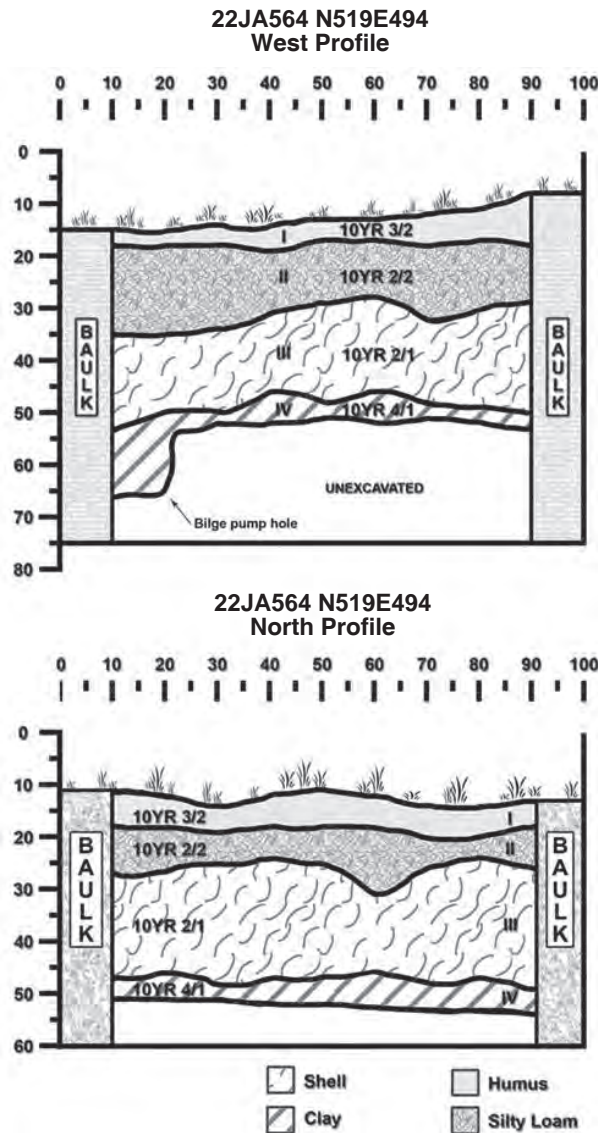 22JA564 N519E494
West Profile
0 10 20 30 40 50 60 70 80 90 100
0
10
20
30
40
50
60
70
80
I 10YR 3/2
II 10YR 2/2
III 10YR 2/1
IV 10YR 4/1
BAULK
BAULK
UNEXCAVATED
Bilge pump hole
22JA564 N519E494
North Profile
0 10 20 30 40 50 60 70 80 90 100
0
10
20
30
40
50
60
10YR 3/2 I
10YR 2/2 II
10YR 2/1 III
10YR 4/1 IV
BAULK
BAULK
Shell Humus
Clay Silty Loam